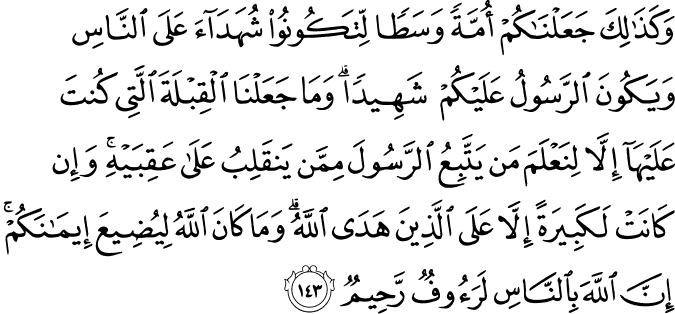 وَكَذَٰلِكَ جَعَلْنَـٰكُمْ أُمَّةً وَسَطًا لِّتَكُونُوا۟ شُهَدَآءَ عَلَى ٱلنَّاسِ
وَيَكُونَ ٱلرَّسُولُ عَلَيْكُمْ شَهِيدًا ۗ وَمَا جَعَلْنَا ٱلْقِبْلَةَ ٱلَّتِى كُنتَ
عَلَيْهَآ إِلَّا لِنَعْلَمَ مَن يَتَّبِعُ ٱلرَّسُولَ مِمَّن يَنقَلِبُ عَلَىٰ عَقِبَيْهِ ۚ وَإِن
كَانَتْ لَكَبِيرَةً إِلَّا عَلَى ٱلَّذِينَ هَدَى ٱللَّهُ ۗ وَمَا كَانَ ٱللَّهُ لِيُضِيعَ إِيمَـٰنَكُمْ ۚ
إِنَّ ٱللَّهَ بِٱلنَّاسِ لَرَءُوفٌ رَّحِيمٌ ١٤٣